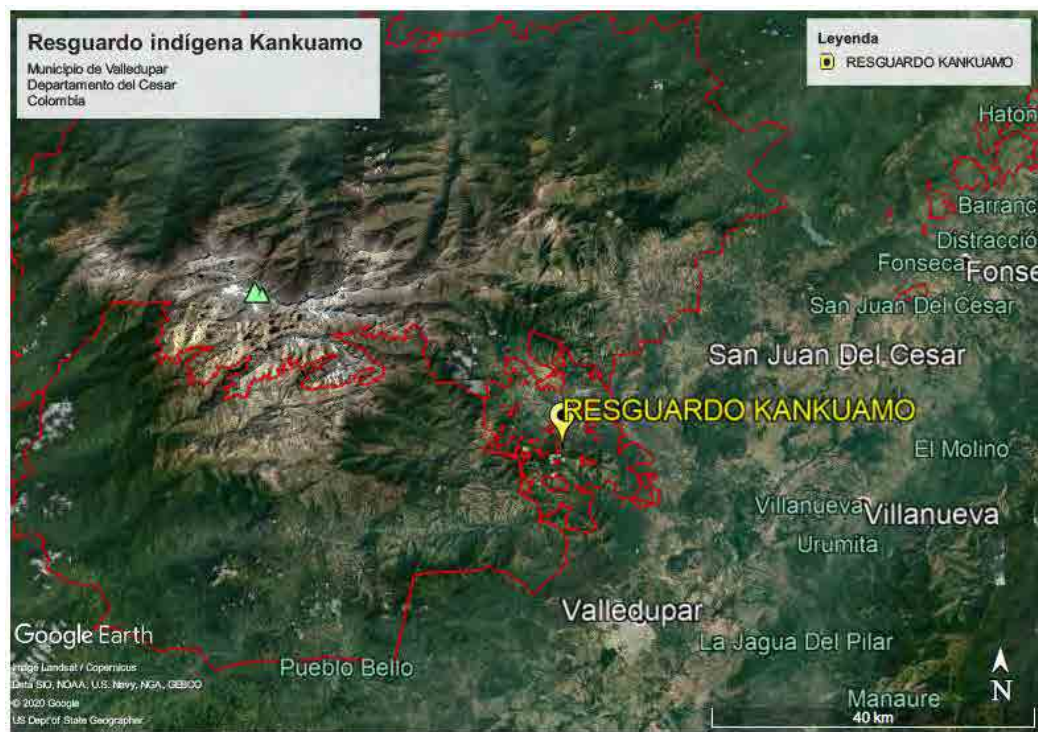 Resguardo indígena Kankuamo
Municipio de Valledupar
Departamento del Cesar
Colombia
Leyenda
RESGUARDO KANKUAMO
Haton
Barranc
Distracció
Fonseca
Fonse
San Juan Del Cesar
San Juan Del Cesar
RESGUARDO KANKUAMO
El Molino
Villanueva
Villanueva
Urumita
Valledupar
La Jagua Del Pilar
Pueblo Bello
Manaure
Google Earth
Image Landsat / Copernicus
Data SIO, NOAA, U.S. Navy, NGA, GEBCO
© 2020 Google
US Dept of State Geographer
N
40 km